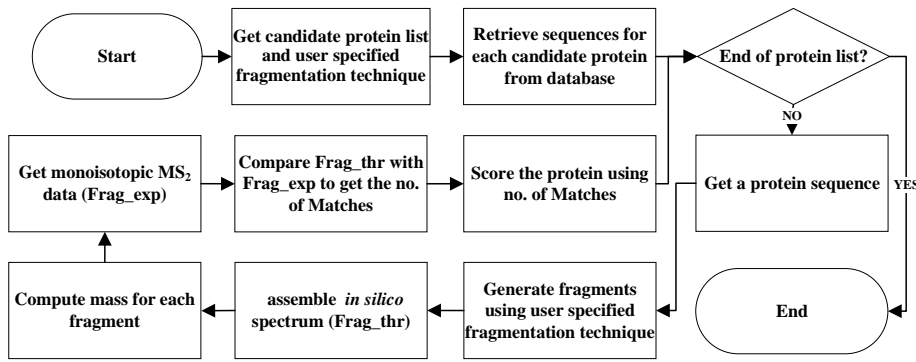 Start
Get candidate protein list
and user specified
fragmentation technique
Retrieve sequences for
each candidate protein
from database
End of protein list?
NO
YES
Get monoisotopic MS₂
data (Frag_exp)
Compare Frag_thr with
Frag_exp to get the no.
of Matches
Score the protein using
no. of Matches
Get a protein sequence
Compute mass for each
fragment
assemble in silico
spectrum (Frag_thr)
Generate fragments
using user specified
fragmentation technique
End